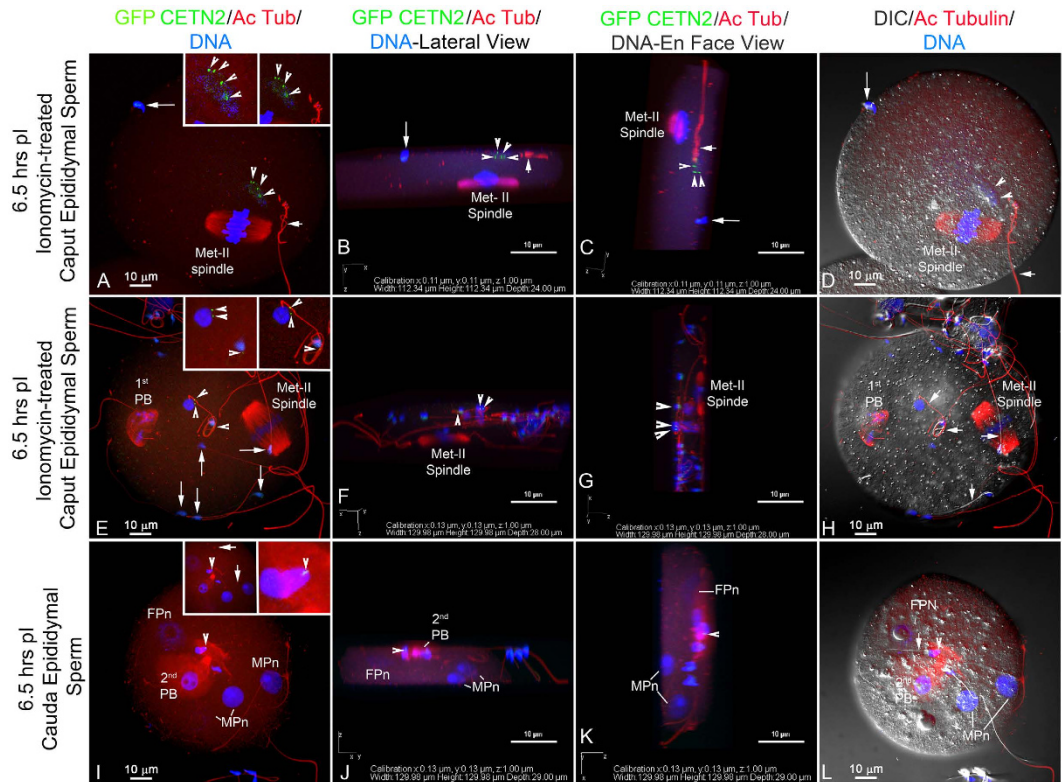 GFP CETN2/Ac Tub/
DNA
GFP CETN2/Ac Tub/
DNA-Lateral View
GFP CETN2/Ac Tub/
DNA-En Face View
DIC/Ac Tubulin/
DNA
6.5 hrs pI
Ionomycin-treated
Caput Epididymal Sperm
Met-II
spindle
A
10 µm
Met- II
Spindle
B
10 µm
Calibration x:0.11 µm, y:0.11 µm, z:1.00 µm
Width:112.34 µm Height:112.34 µm Depth:24.00 µm
Met-II
Spindle
C
10 µm
Calibration x:0.11 µm, y:0.11 µm, z:1.00 µm
Width:112.34 µm Height:112.34 µm Depth:24.00 µm
Met-II
Spindle
D
10 µm
6.5 hrs pI
Ionomycin-treated
Caput Epididymal Sperm
1st
PB
Met-II
Spindle
E
10 µm
Met-II
Spindle
F
10 µm
Calibration x:0.13 µm, y:0.13 µm, z:1.00 µm
Width:129.98 µm Height:129.98 µm Depth:28.00 µm
Met-II
Spindle
G
10 µm
Calibration x:0.13 µm, y:0.13 µm, z:1.00 µm
Width:129.98 µm Height:129.98 µm Depth:28.00 µm
1st
PB
Met-II
Spindle
H
10 µm
6.5 hrs pI
Cauda Epididymal
Sperm
FPn
2nd
PB
MPn
MPn
I
10 µm
2nd
PB
FPn
MPn
J
10 µm
Calibration x:0.13 µm, y:0.13 µm, z:1.00 µm
Width:129.98 µm Height:129.98 µm Depth:29.00 µm
FPn
MPn
K
10 µm
Calibration x:0.13 µm, y:0.13 µm, z:1.00 µm
Width:129.98 µm Height:129.98 µm Depth:29.00 µm
FPN
2nd
PB
MPn
L
10 µm